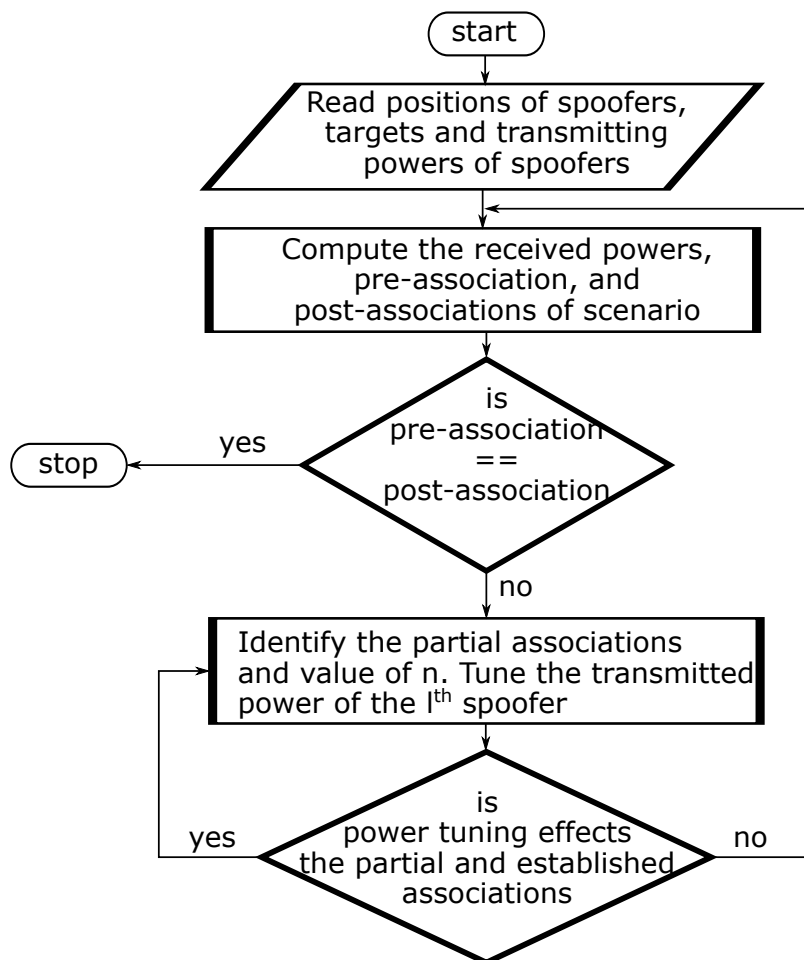 start
Read positions of spoofers,
targets and transmitting
powers of spoofers
Compute the received powers,
pre-association, and
post-associations of scenario
is
pre-association
==
post-association
yes
stop
no
Identify the partial associations
and value of n. Tune the transmitted
power of the lth spoofer
is
power tuning effects
the partial and established
associations
yes
no